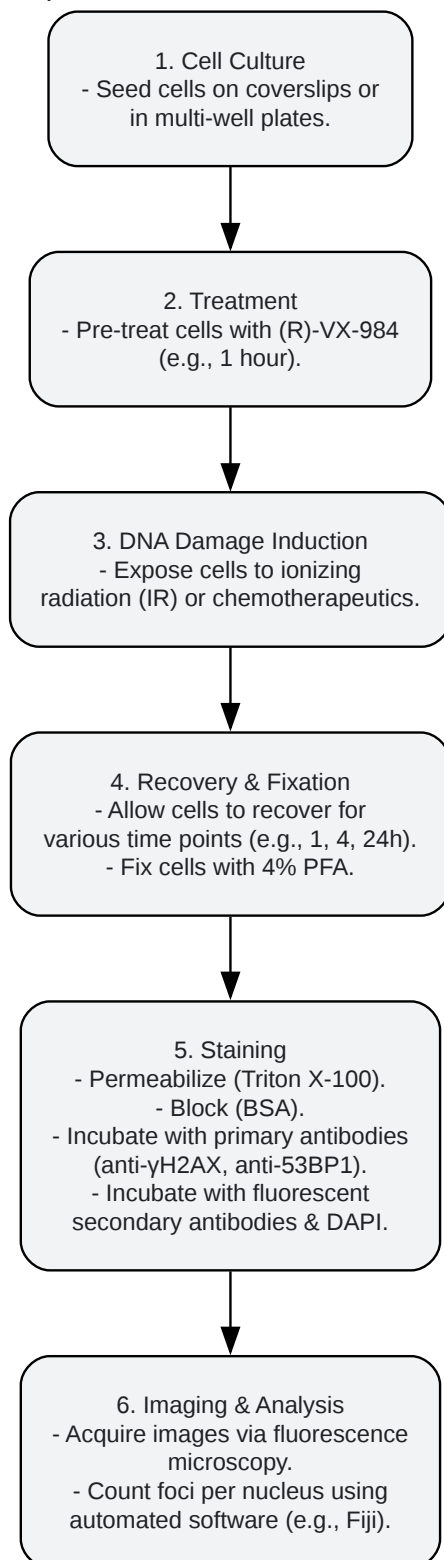 1. Cell Culture
- Seed cells on coverslips or
in multi-well plates.
2. Treatment
- Pre-treat cells with (R)-VX-984
(e.g., 1 hour).
3. DNA Damage Induction
- Expose cells to ionizing
radiation (IR) or chemotherapeutics.
4. Recovery & Fixation
- Allow cells to recover for
various time points (e.g., 1, 4, 24h).
- Fix cells with 4% PFA.
5. Staining
- Permeabilize (Triton X-100).
- Block (BSA).
- Incubate with primary antibodies
(anti-γH2AX, anti-53BP1).
- Incubate with fluorescent
secondary antibodies & DAPI.
6. Imaging & Analysis
- Acquire images via fluorescence
microscopy.
- Count foci per nucleus using
automated software (e.g., Fiji).